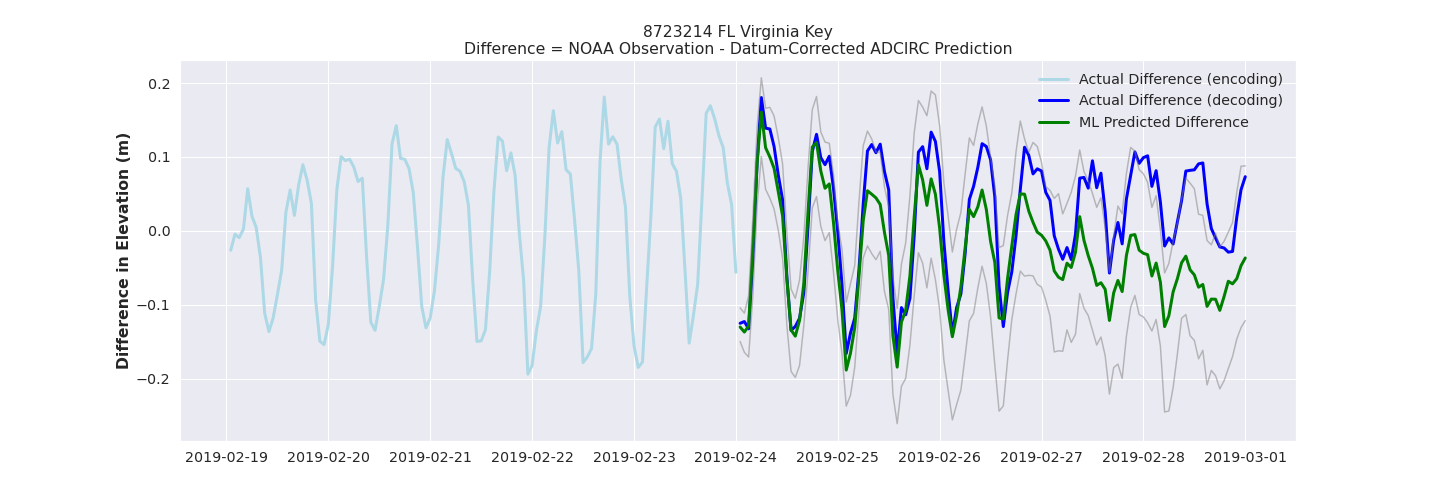 8723214 FL Virginia Key
Difference = NOAA Observation - Datum-Corrected ADCIRC Prediction
Actual Difference (encoding)
Actual Difference (decoding)
ML Predicted Difference
Difference in Elevation (m)
0.2
0.1
0.0
−0.1
−0.2
2019-02-19 2019-02-20 2019-02-21 2019-02-22 2019-02-23 2019-02-24 2019-02-25 2019-02-26 2019-02-27 2019-02-28 2019-03-01